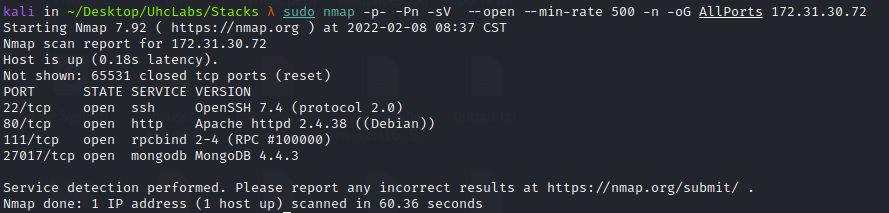 kali in ~/Desktop/UhcLabs/Stacks λ sudo nmap -p- -Pn -sV  --open --min-rate 500 -n -oG AllPorts 172.31.30.72
Starting Nmap 7.92 ( https://nmap.org ) at 2022-02-08 08:37 CST
Nmap scan report for 172.31.30.72
Host is up (0.18s latency).
Not shown: 65531 closed tcp ports (reset)
PORT      STATE SERVICE VERSION
22/tcp    open  ssh     OpenSSH 7.4 (protocol 2.0)
80/tcp    open  http    Apache httpd 2.4.38 ((Debian))
111/tcp   open  rpcbind 2-4 (RPC #100000)
27017/tcp open  mongodb MongoDB 4.4.3
Service detection performed. Please report any incorrect results at https://nmap.org/submit/ .
Nmap done: 1 IP address (1 host up) scanned in 60.36 seconds